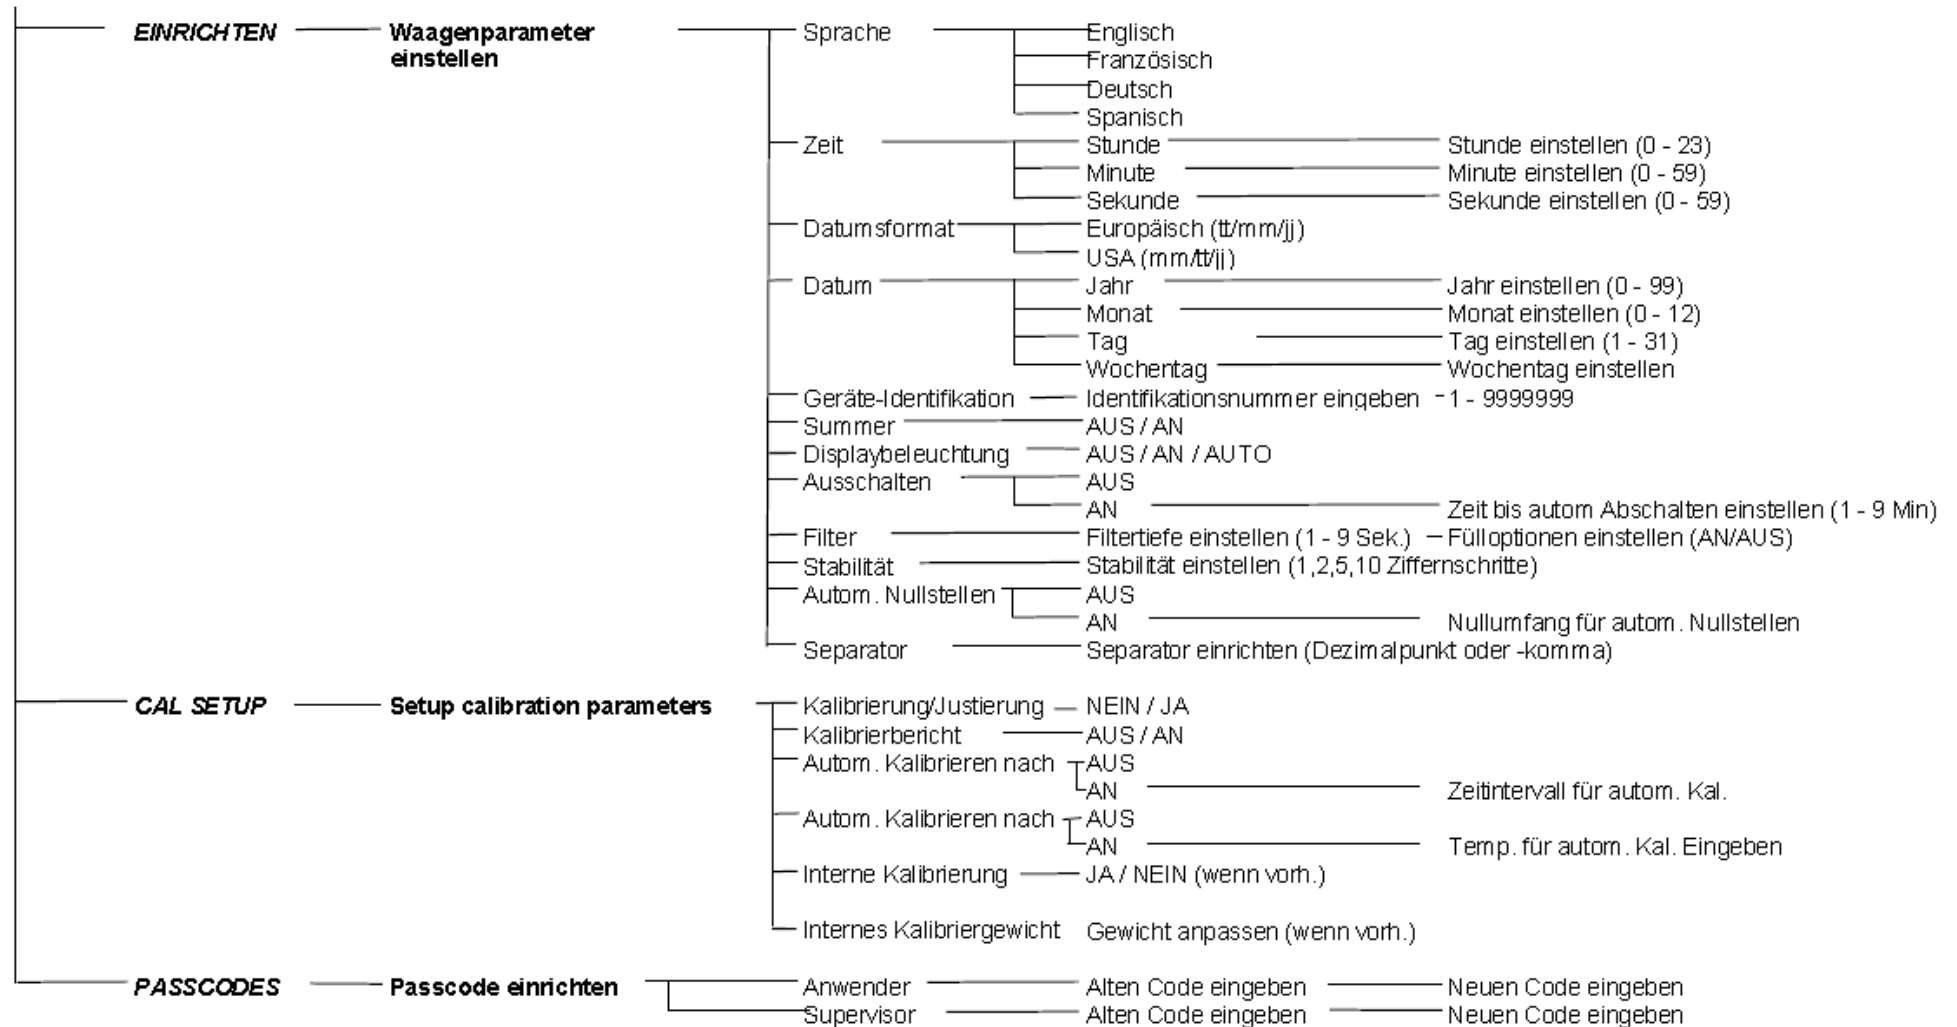 EINRICHTEN Waagenparameter Sprache Englisch
einstellen Französisch
Deutsch
Spanisch
Zeit Stunde Stunde einstellen (0 - 23)
Minute Minute einstellen (0 - 59)
Sekunde Sekunde einstellen (0 - 59)
Datumsformat Europäisch (tt/mm/jj)
USA (mm/tt/jj)
Datum Jahr Jahr einstellen (0 - 99)
Monat Monat einstellen (0 - 12)
Tag Tag einstellen (1 - 31)
Wochentag Wochentag einstellen
Geräte-Identifikation Identifikationsnummer eingeben 1 - 9999999
Summer AUS / AN
Displaybeleuchtung AUS / AN / AUTO
Ausschalten AUS
AN Zeit bis autom Abschalten einstellen (1 - 9 Min)
Filter Filtertiefe einstellen (1 - 9 Sek.) Fülloptionen einstellen (AN/AUS)
Stabilität Stabilität einstellen (1,2,5,10 Ziffernschritte)
Autom. Nullstellen AUS
AN Nullumfang für autom. Nullstellen
Separator Separator einrichten (Dezimalpunkt oder -komma)
CAL SETUP Setup calibration parameters Kalibrierung/Justierung NEIN / JA
Kalibrierbericht AUS / AN
Autom. Kalibrieren nach AUS
AN Zeitintervall für autom. Kal.
Autom. Kalibrieren nach AUS
AN Temp. für autom. Kal. Eingeben
Interne Kalibrierung JA / NEIN (wenn vorh.)
Internes Kalibriergewicht Gewicht anpassen (wenn vorh.)
PASSCODES Passcode einrichten Anwender Alten Code eingeben Neuen Code eingeben
Supervisor Alten Code eingeben Neuen Code eingeben